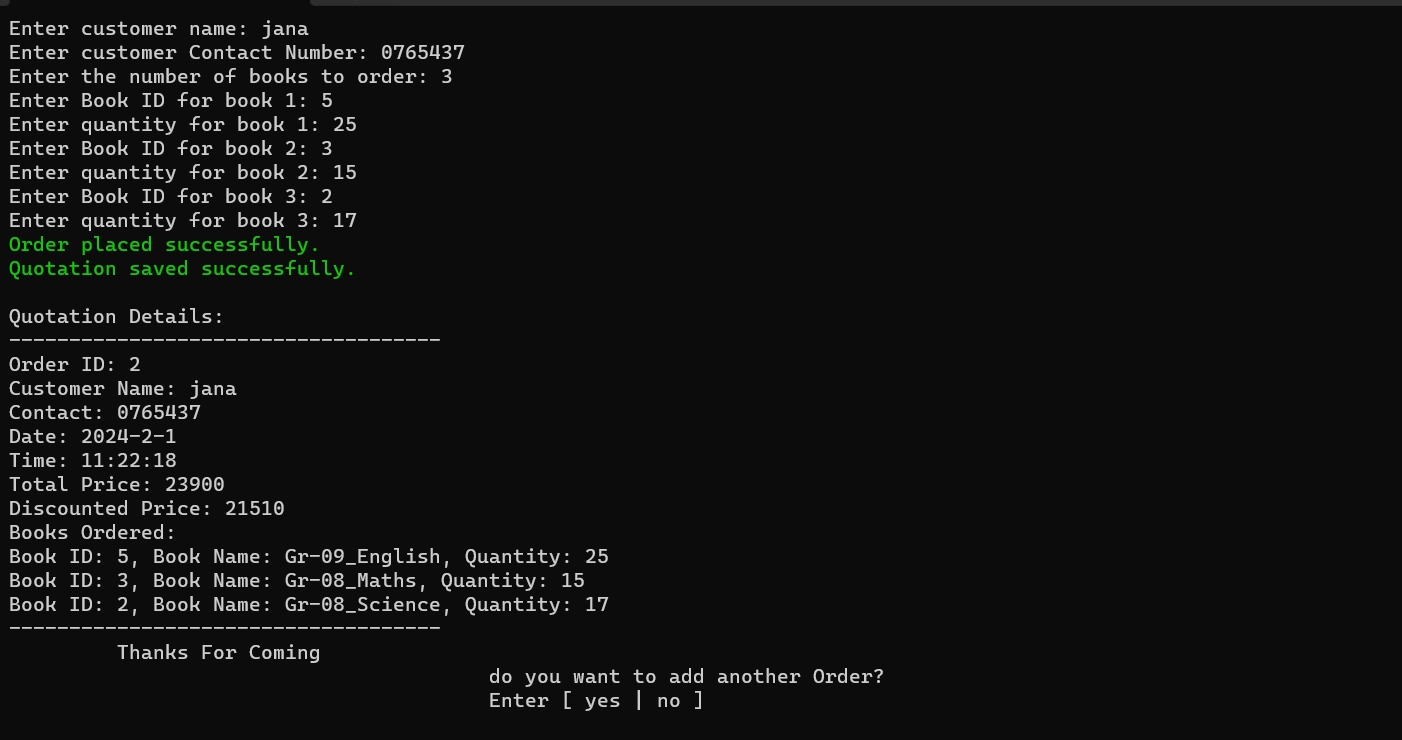 Enter customer name: jana
Enter customer Contact Number: 0765437
Enter the number of books to order: 3
Enter Book ID for book 1: 5
Enter quantity for book 1: 25
Enter Book ID for book 2: 3
Enter quantity for book 2: 15
Enter Book ID for book 3: 2
Enter quantity for book 3: 17
Order placed successfully.
Quotation saved successfully.
Quotation Details:
------------------------------------
Order ID: 2
Customer Name: jana
Contact: 0765437
Date: 2024-2-1
Time: 11:22:18
Total Price: 23900
Discounted Price: 21510
Books Ordered:
Book ID: 5, Book Name: Gr-09_English, Quantity: 25
Book ID: 3, Book Name: Gr-08_Maths, Quantity: 15
Book ID: 2, Book Name: Gr-08_Science, Quantity: 17
------------------------------------
Thanks For Coming
do you want to add another Order?
Enter [ yes | no ]